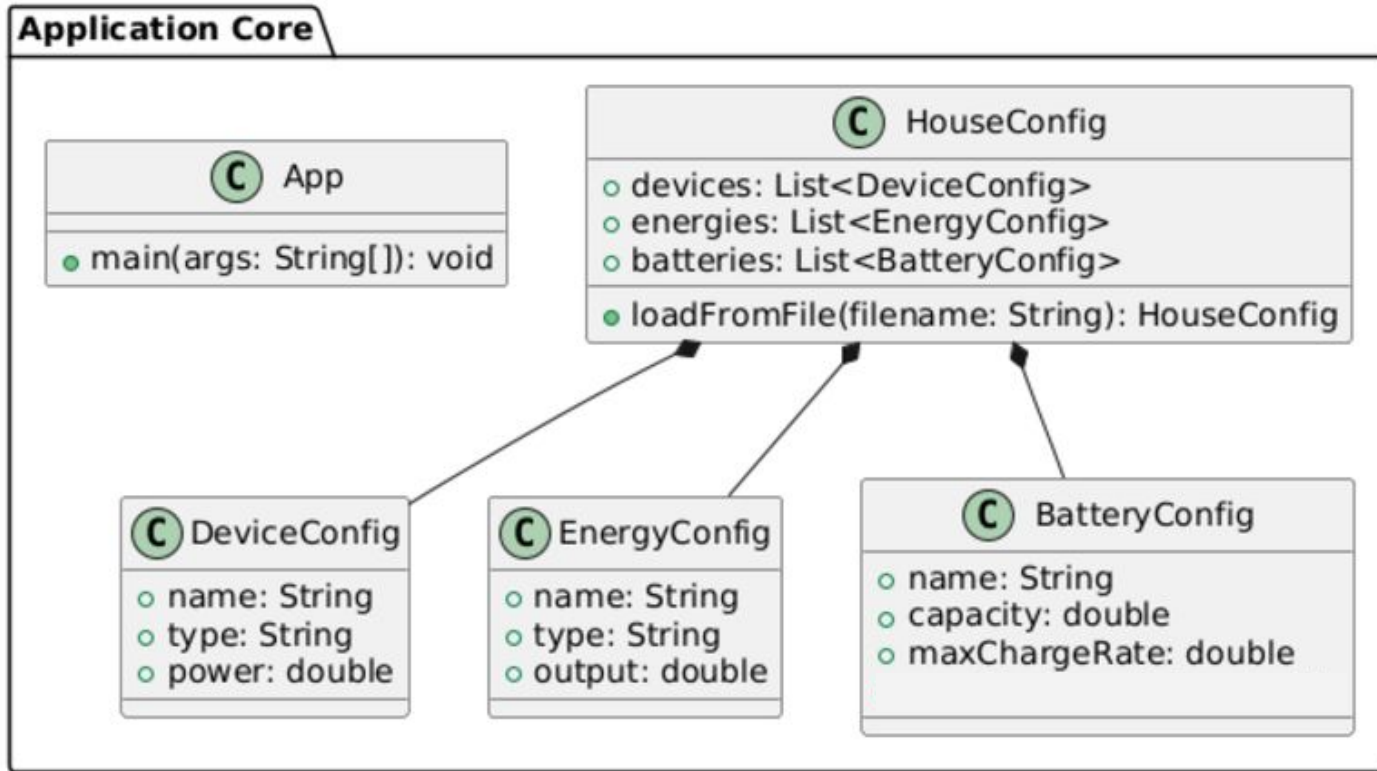 Application Core
C App
main(args: String[]): void
C HouseConfig
devices: List<DeviceConfig>
energies: List<EnergyConfig>
batteries: List<BatteryConfig>
loadFromFile(filename: String): HouseConfig
C DeviceConfig
name: String
type: String
power: double
C EnergyConfig
name: String
type: String
output: double
C BatteryConfig
name: String
capacity: double
maxChargeRate: double